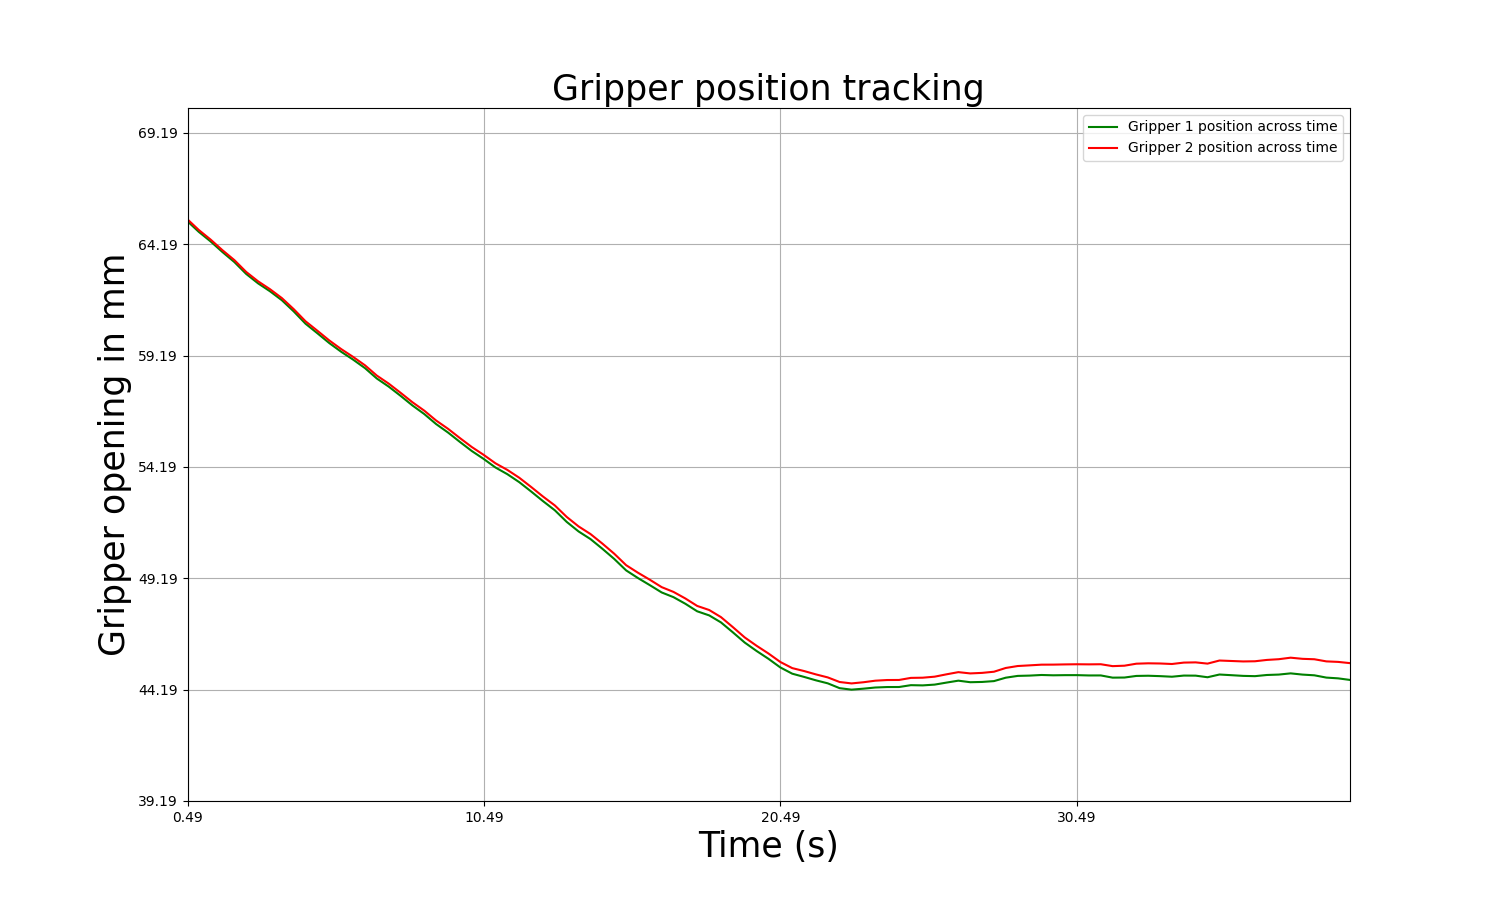 Gripper position tracking
Gripper 1 position across time
Gripper 2 position across time
Gripper opening in mm
69.19
64.19
59.19
54.19
49.19
44.19
39.19
0.49
10.49
20.49
30.49
Time (s)